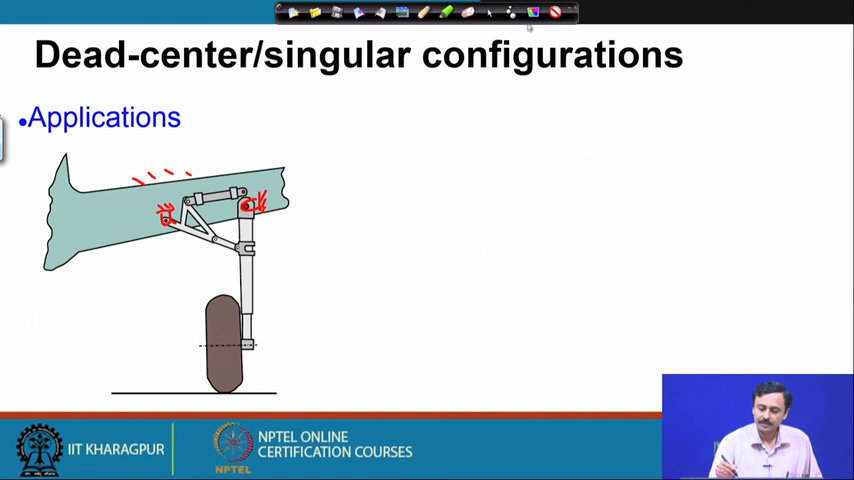 Dead-center/singular configurations
•Applications
IIT KHARAGPUR
NPTEL
NPTEL ONLINE
CERTIFICATION COURSES